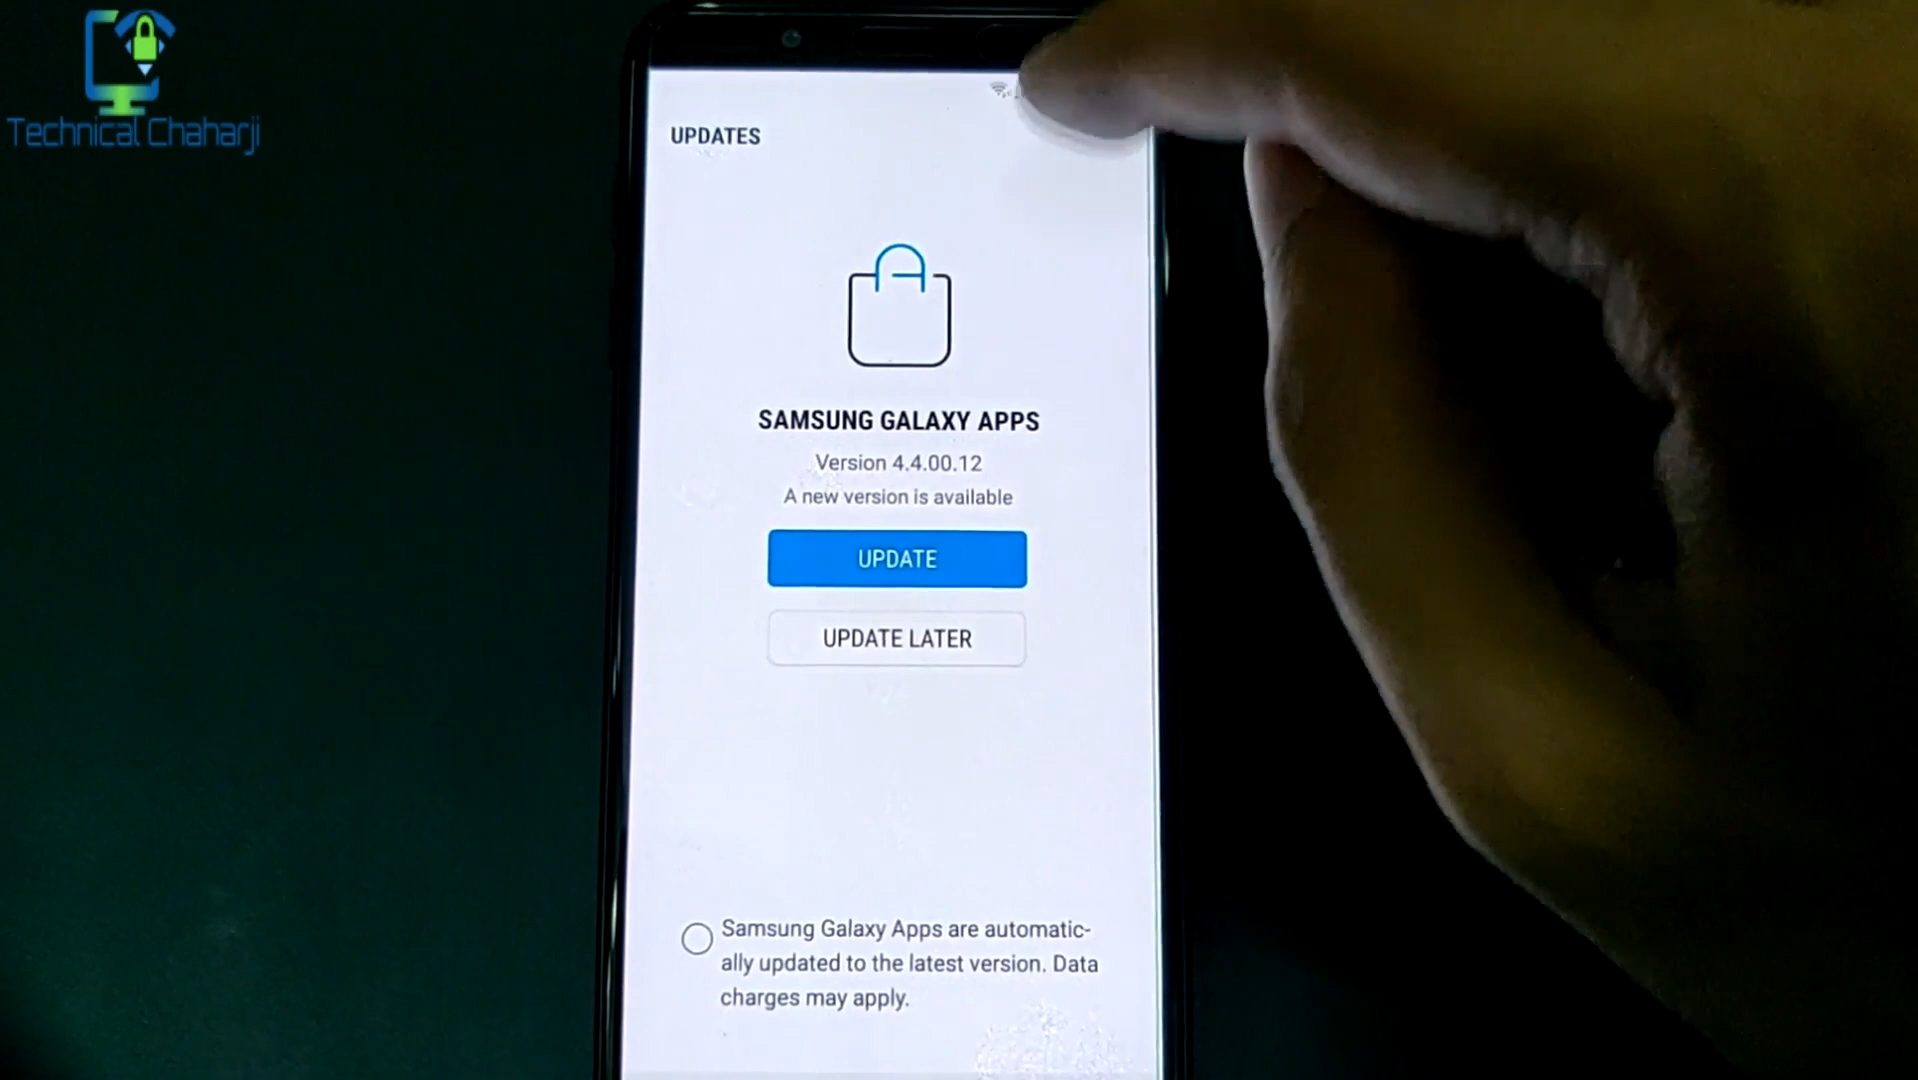 Technical Chaharji
UPDATES
SAMSUNG GALAXY APPS
Version 4.4.00.12
A new version is available
UPDATE
UPDATE LATER
Samsung Galaxy Apps are automatic-
ally updated to the latest version. Data
charges may apply.